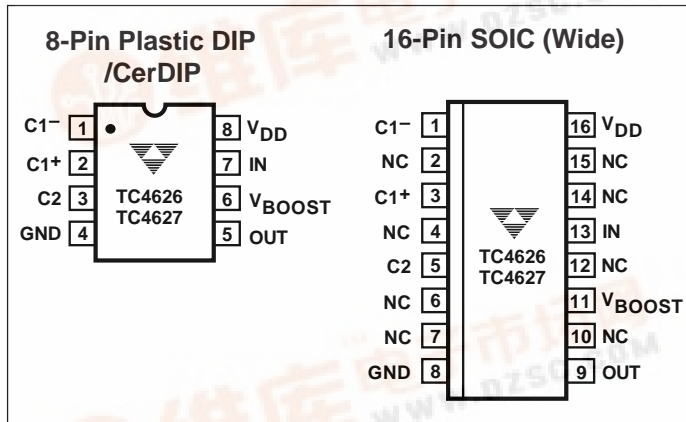 8-Pin Plastic DIP
/CerDIP
C1– 1
C1+ 2
C2 3
GND 4
8 VDD
7 IN
6 VBOOST
5 OUT
TC4626
TC4627
16-Pin SOIC (Wide)
C1– 1
NC 2
C1+ 3
NC 4
C2 5
NC 6
NC 7
GND 8
16 VDD
15 NC
14 NC
13 IN
12 NC
11 VBOOST
10 NC
9 OUT
TC4626
TC4627